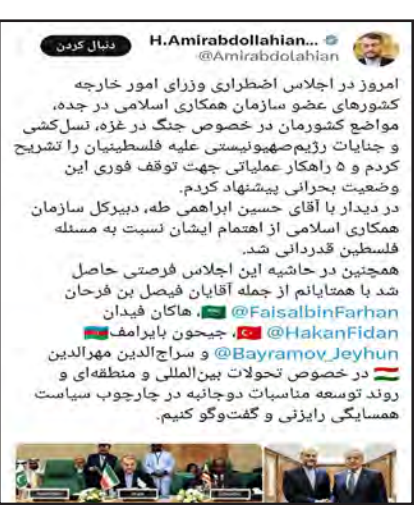 H.Amirabdollahian...
دنبال کردن
@Amirabdolahian
امروز در اجلاس اضطراری وزرای امور خارجه
کشورهای عضو سازمان همکاری اسلامی در جده،
مواضع کشورمان در خصوص جنگ در غزه، نسل‌کشی
و جنایات رژیم‌صهیونیستی علیه فلسطینیان را تشریح
کردم و ۵ راهکار عملیاتی جهت توقف فوری این
وضعیت بحرانی پیشنهاد کردم.
در دیدار با آقای حسین ابراهمی طه، دبیرکل سازمان
همکاری اسلامی از اهتمام ایشان نسبت به مسئله
فلسطین قدردانی شد.
همچنین در حاشیه این اجلاس فرصتی حاصل
شد با همتایانم از جمله آقایان فیصل بن فرحان
@FaisalbinFarhan 🇸🇦، هاکان فیدان
@HakanFidan 🇹🇷، جیحون بایرامف🇦🇿
@Bayramov_Jeyhun و سراج‌الدین مهرالدین
🇹🇯 در خصوص تحولات بین‌المللی و منطقه‌ای و
روند توسعه مناسبات دوجانبه در چارچوب سیاست
همسایگی رایزنی و گفت‌وگو کنیم.